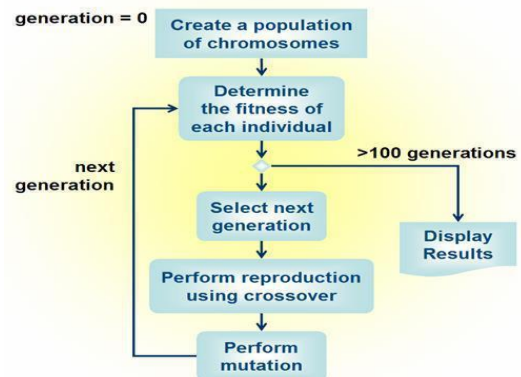 generation = 0
Create a population
of chromosomes
Determine
the fitness of
each individual
>100 generations
next
generation
Select next
generation
Display
Results
Perform reproduction
using crossover
Perform
mutation